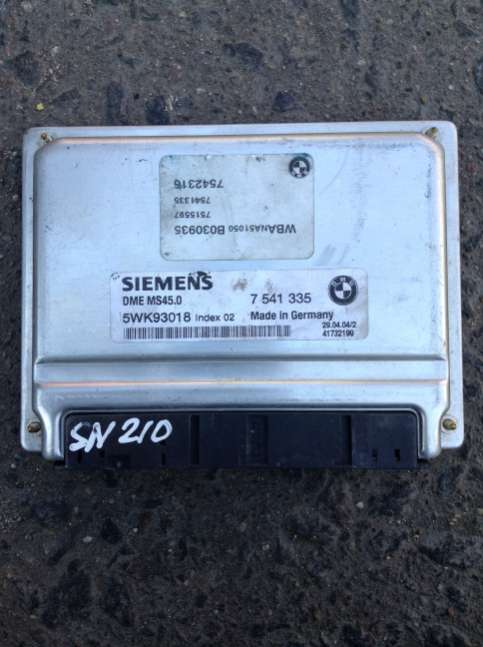 WBANA51050 B030935
7515597
7541335
7542316
SIEMENS
DME MS45.0 7 541 335
5WK93018 Index 02 Made in Germany
29.04.04/2
41732199
BMW
SN 210